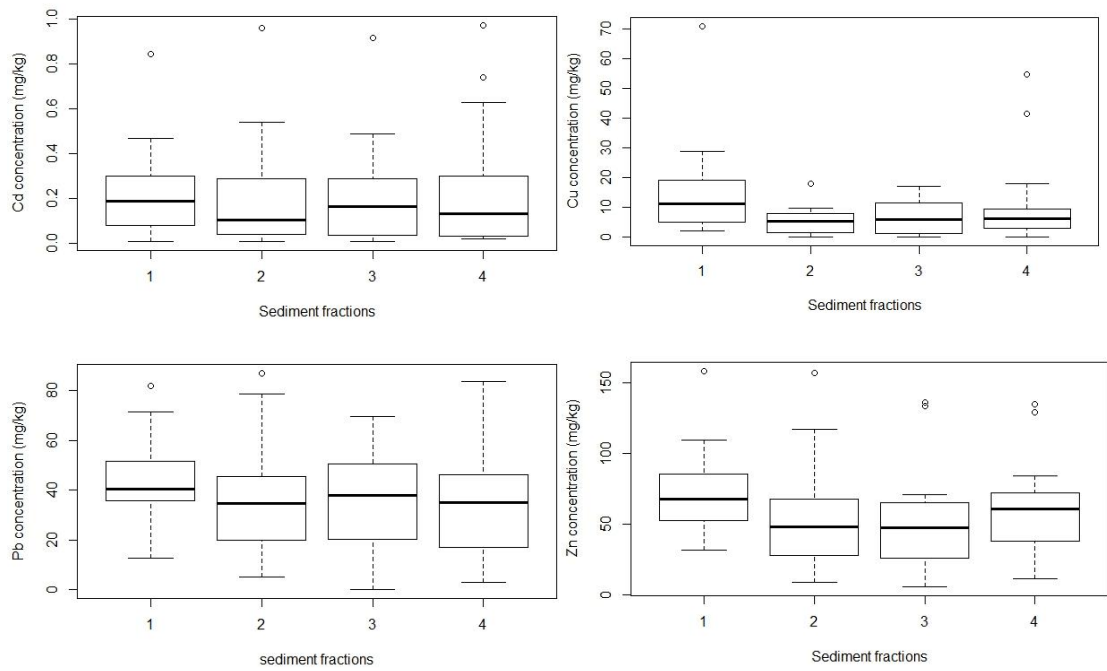 Cd concentration (mg/kg)
1.0
0.8
0.6
0.4
0.2
0.0
1 2 3 4
Sediment fractions
Cu concentration (mg/kg)
70
60
50
40
30
20
10
0
1 2 3 4
Sediment fractions
Pb concentration (mg/kg)
80
60
40
20
0
1 2 3 4
sediment fractions
Zn concentration (mg/kg)
150
100
50
0
1 2 3 4
Sediment fractions